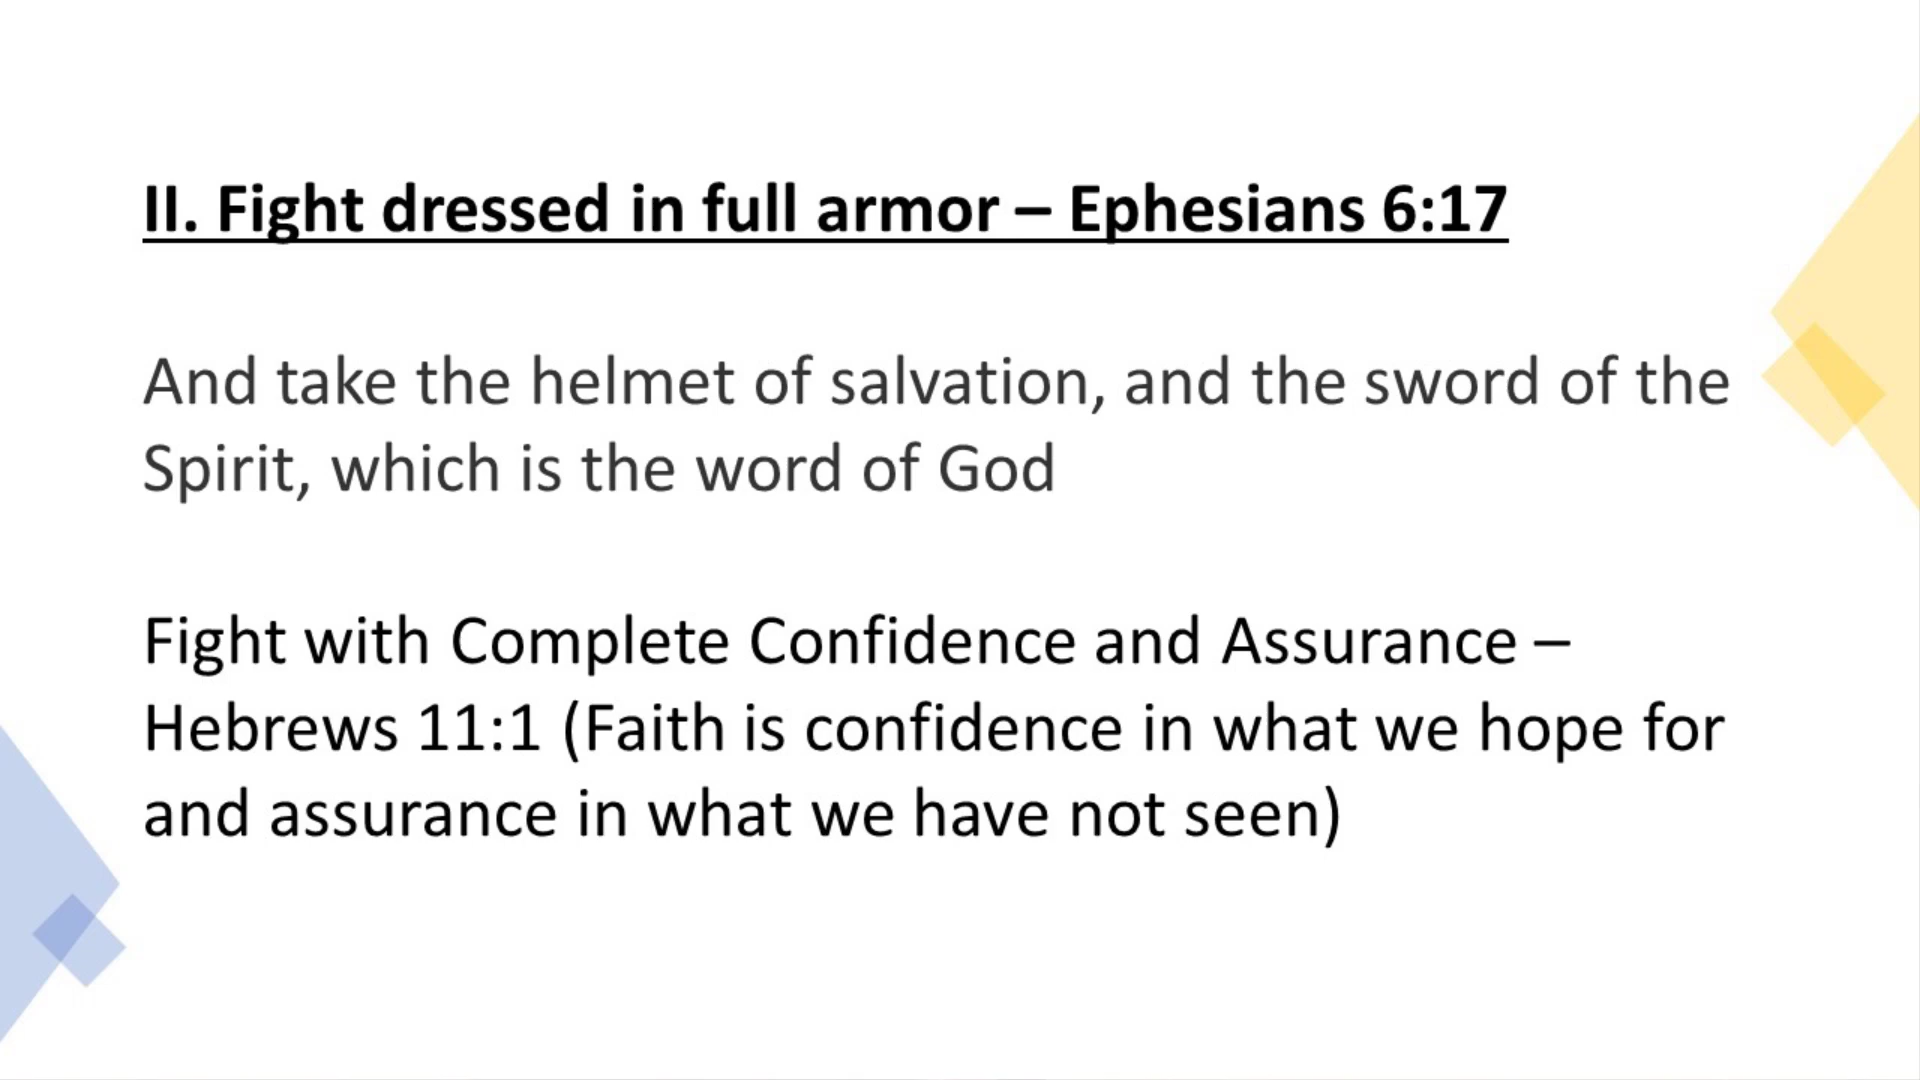 II. Fight dressed in full armor – Ephesians 6:17
And take the helmet of salvation, and the sword of the
Spirit, which is the word of God
Fight with Complete Confidence and Assurance –
Hebrews 11:1 (Faith is confidence in what we hope for
and assurance in what we have not seen)